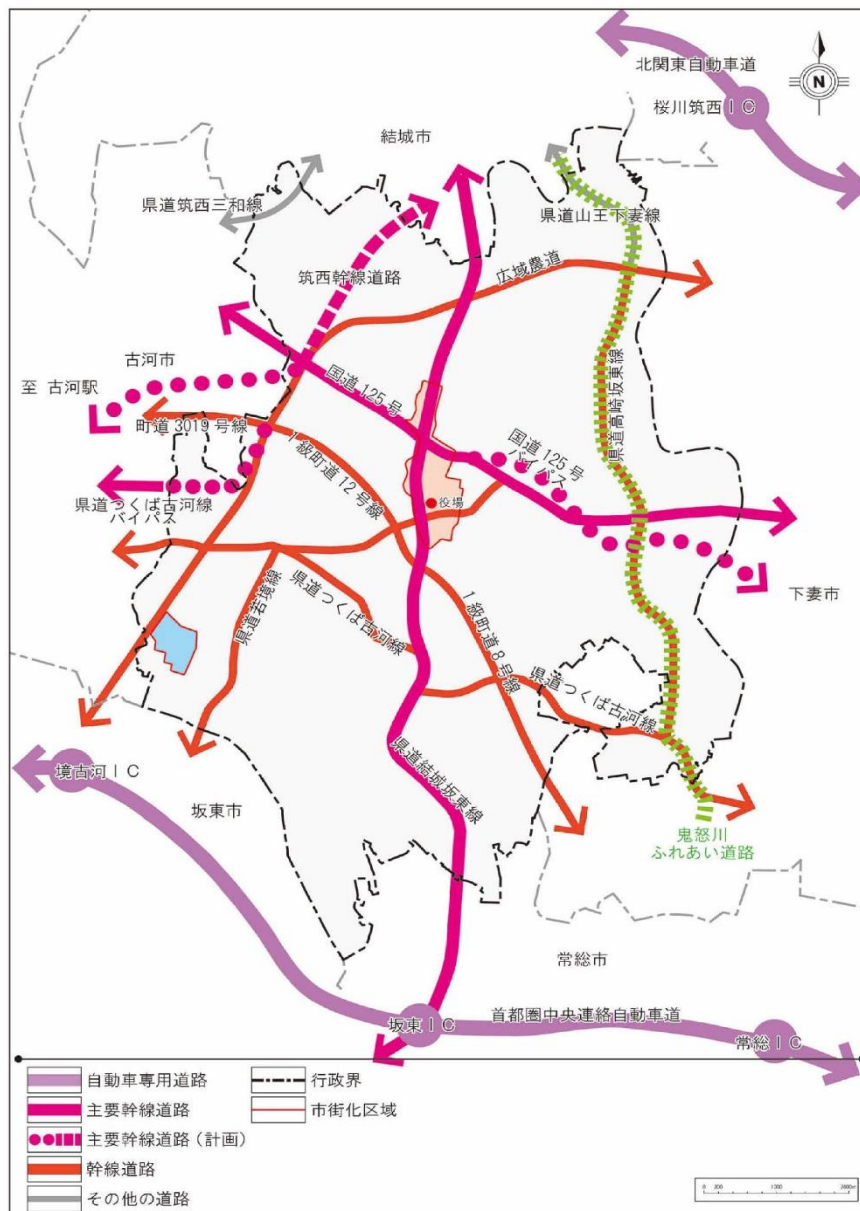 北関東自動車道
桜川筑西IC
N
結城市
県道筑西三和線
県道山王下妻線
筑西幹線道路
広域農道
古河市
至 古河駅
国道125号
町道3019号線
1級町道12号線
国道125号
バイパス
県道高崎坂東線
県道つくば古河線
バイパス
役場
下妻市
県道若境線
県道つくば古河線
1級町道8号線
県道つくば古河線
県道結城坂東線
境古河IC
坂東市
鬼怒川
ふれあい道路
常総市
坂東IC
首都圏中央連絡自動車道
常総IC
自動車専用道路
行政界
主要幹線道路
市街化区域
主要幹線道路(計画)
幹線道路
その他の道路